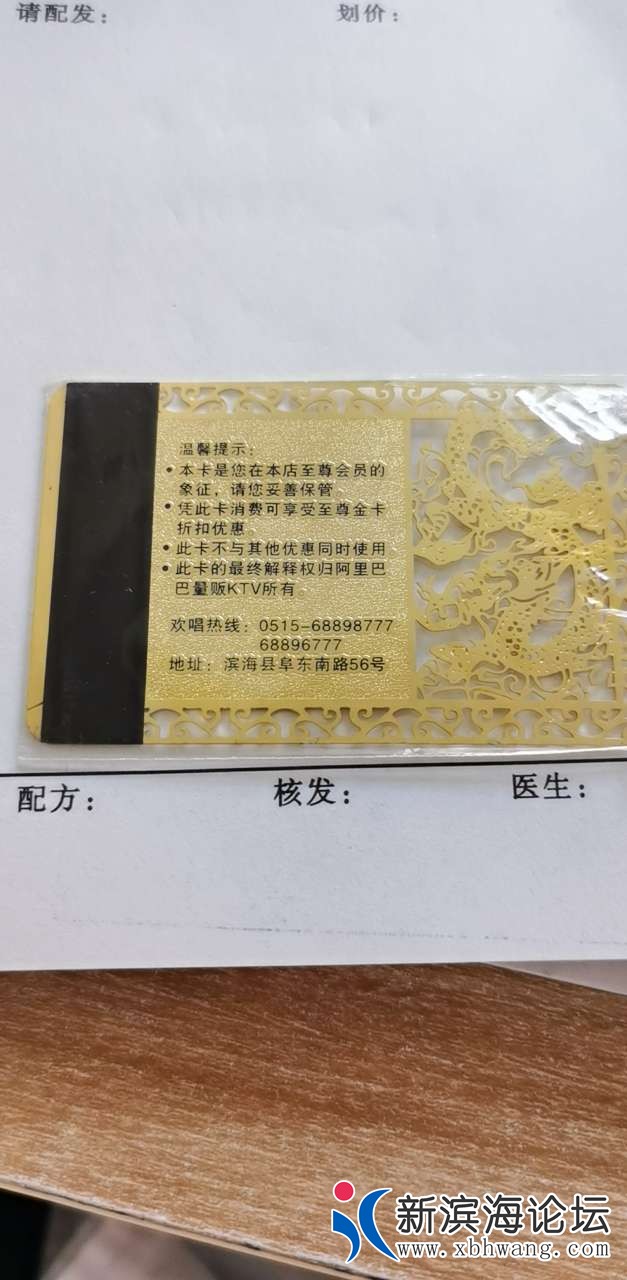 请配发： 划价：
温馨提示：
•本卡是您在本店至尊会员的
象征，请您妥善保管
•凭此卡消费可享受至尊金卡
折扣优惠
•此卡不与其他优惠同时使用
•此卡的最终解释权归阿里巴
巴量贩KTV所有
欢唱热线：0515-68898777
68896777
地址：滨海县阜东南路56号
配方： 核发： 医生：
新滨海论坛
www.xbhwang.com